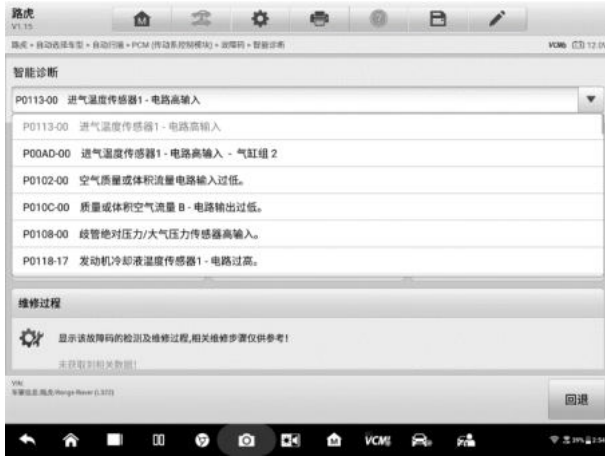 路虎
V1.15
路虎 • 自动选择车型 • 自动扫描 • PCM (传动系控制模块) • 故障码 • 智能诊断
VCMI 12.0V
智能诊断
P0113-00 进气温度传感器1 - 电路高输入
P0113-00 进气温度传感器1 - 电路高输入
P00AD-00 进气温度传感器1 - 电路高输入 - 气缸组 2
P0102-00 空气质量或体积流量电路输入过低。
P010C-00 质量或体积空气流量 B - 电路输出过低。
P0108-00 歧管绝对压力/大气压力传感器高输入。
P0118-17 发动机冷却液温度传感器1 - 电路过高。
维修过程
显示该故障码的检测及维修过程,相关维修步骤仅供参考!
未获取到相关数据!
VIN:
车辆信息:路虎 Range Rover (L322)
回退
VCMI
39% 2:54